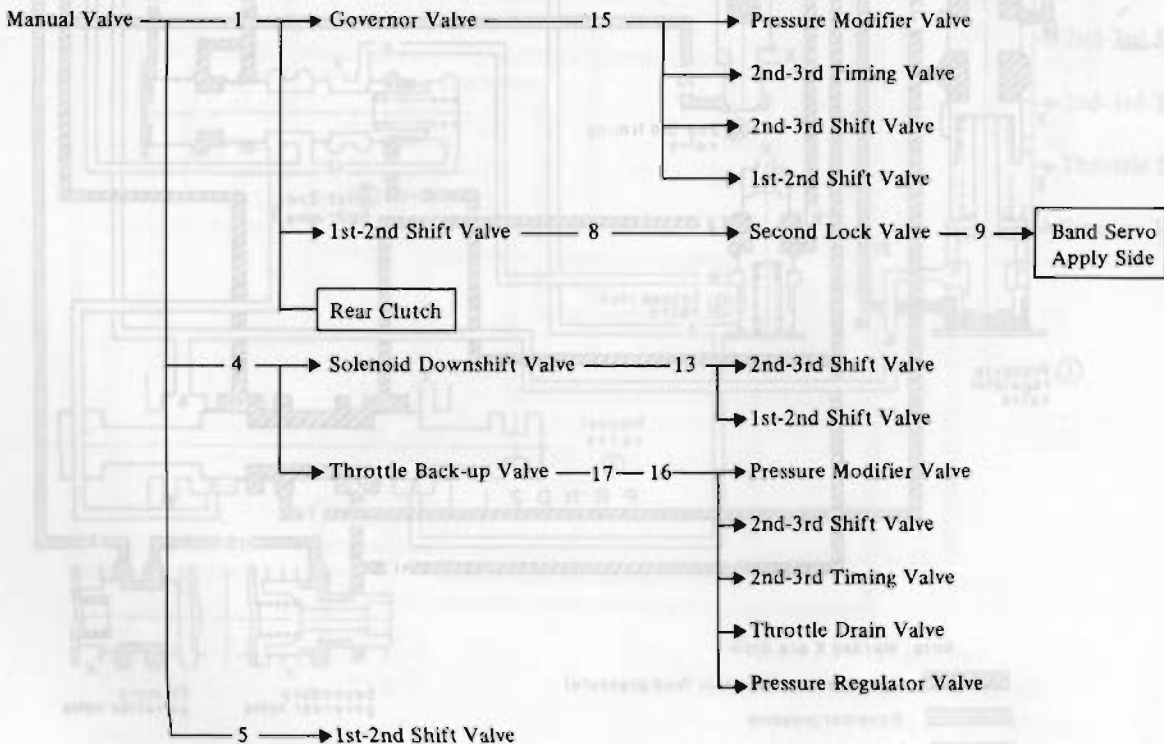 Manual Valve 1 Governor Valve 15 Pressure Modifier Valve
2nd-3rd Timing Valve
2nd-3rd Shift Valve
1st-2nd Shift Valve
1st-2nd Shift Valve 8 Second Lock Valve 9 Band Servo
Apply Side
Rear Clutch
4 Solenoid Downshift Valve 13 2nd-3rd Shift Valve
1st-2nd Shift Valve
Throttle Back-up Valve 17 16 Pressure Modifier Valve
2nd-3rd Shift Valve
2nd-3rd Timing Valve
Throttle Drain Valve
Pressure Regulator Valve
5 1st-2nd Shift Valve